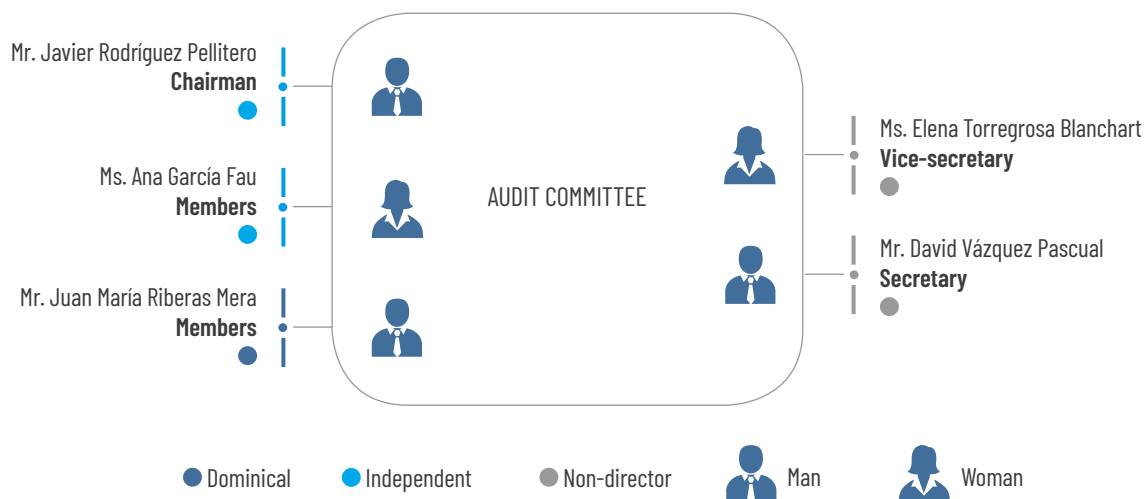 Mr. Javier Rodríguez Pellitero
Chairman
Ms. Ana García Fau
Members
Mr. Juan María Riberas Mera
Members
AUDIT COMMITTEE
Ms. Elena Torregrosa Blanchart
Vice-secretary
Mr. David Vázquez Pascual
Secretary
Dominical
Independent
Non-director
Man
Woman